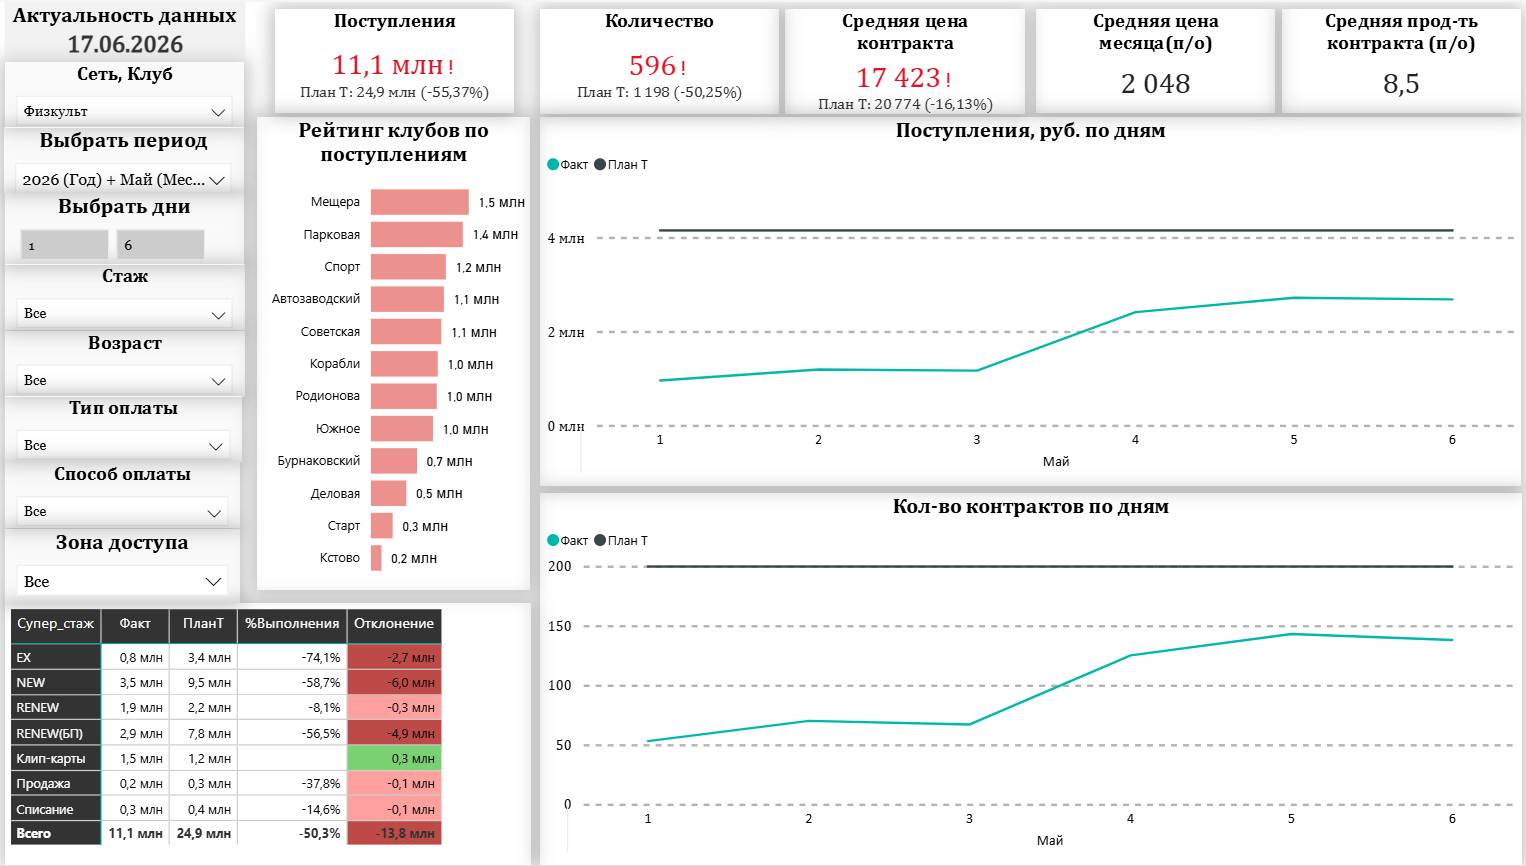 Актуальность данных
17.06.2026
Сеть, Клуб
Физкульт
Выбрать период
2026 (Год) + Май (Мес...
Выбрать дни
1
6
Стаж
Все
Возраст
Все
Тип оплаты
Все
Способ оплаты
Все
Зона доступа
Все
Поступления
11,1 млн !
План Т: 24,9 млн (-55,37%)
Количество
596 !
План Т: 1 198 (-50,25%)
Средняя цена
контракта
17 423 !
План Т: 20 774 (-16,13%)
Средняя цена
месяца(п/о)
2 048
Средняя прод-ть
контракта (п/о)
8,5
Рейтинг клубов по
поступлениям
Мещера 1,5 млн
Парковая 1,4 млн
Спорт 1,2 млн
Автозаводский 1,1 млн
Советская 1,1 млн
Корабли 1,0 млн
Родионова 1,0 млн
Южное 1,0 млн
Бурнаковский 0,7 млн
Деловая 0,5 млн
Старт 0,3 млн
Кстово 0,2 млн
Поступления, руб. по дням
Факт План Т
4 млн
2 млн
0 млн
1 2 3 4 5 6
Май
Кол-во контрактов по дням
Факт План Т
200
150
100
50
0
1 2 3 4 5 6
Май
Супер_стаж Факт ПланТ %Выполнения Отклонение
EX 0,8 млн 3,4 млн -74,1% -2,7 млн
NEW 3,5 млн 9,5 млн -58,7% -6,0 млн
RENEW 1,9 млн 2,2 млн -8,1% -0,3 млн
RENEW(БП) 2,9 млн 7,8 млн -56,5% -4,9 млн
Клип-карты 1,5 млн 1,2 млн 0,3 млн
Продажа 0,2 млн 0,3 млн -37,8% -0,1 млн
Списание 0,3 млн 0,4 млн -14,6% -0,1 млн
Всего 11,1 млн 24,9 млн -50,3% -13,8 млн